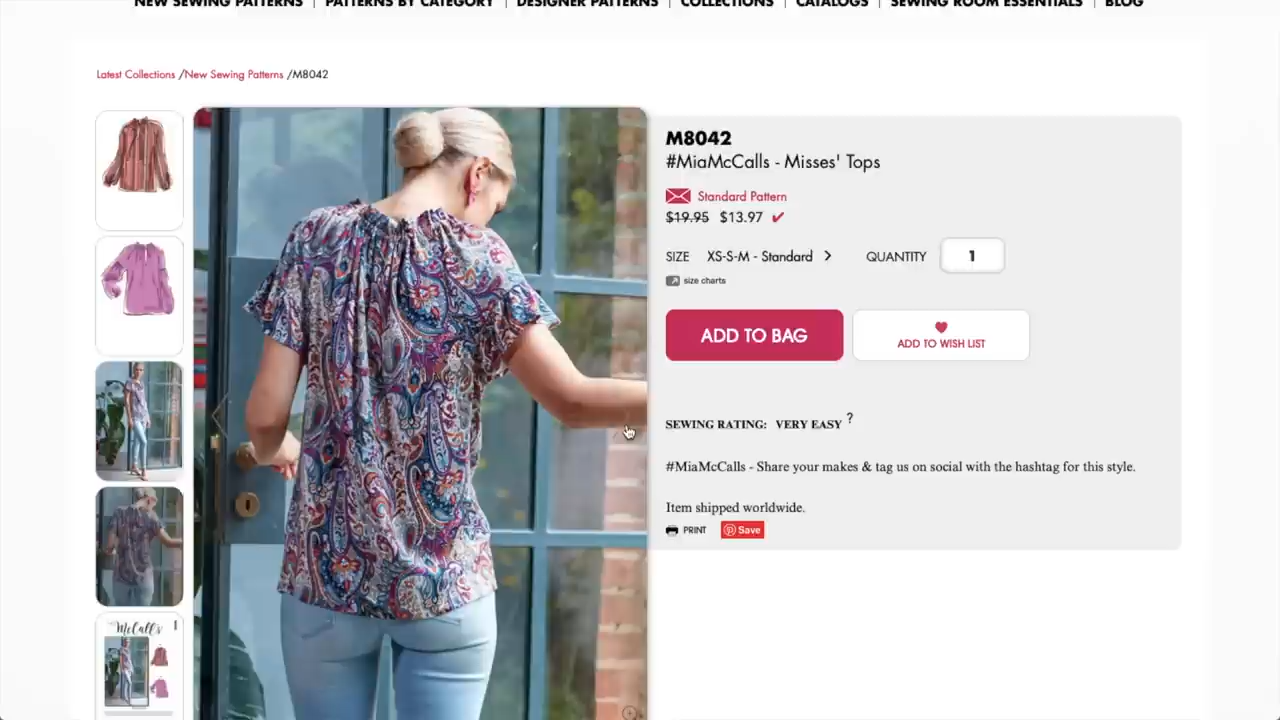 NEW SEWING PATTERNS | PATTERNS BY CATEGORY | DESIGNER PATTERNS | COLLECTIONS | CATALOGS | SEWING ROOM ESSENTIALS | BLOG
Latest Collections /New Sewing Patterns /M8042
M8042
#MiaMcCalls - Misses' Tops
Standard Pattern
$19.95 $13.97
SIZE XS-S-M - Standard > QUANTITY 1
size charts
ADD TO BAG
ADD TO WISH LIST
SEWING RATING: VERY EASY ?
#MiaMcCalls - Share your makes & tag us on social with the hashtag for this style.
Item shipped worldwide.
PRINT Save
McCall's